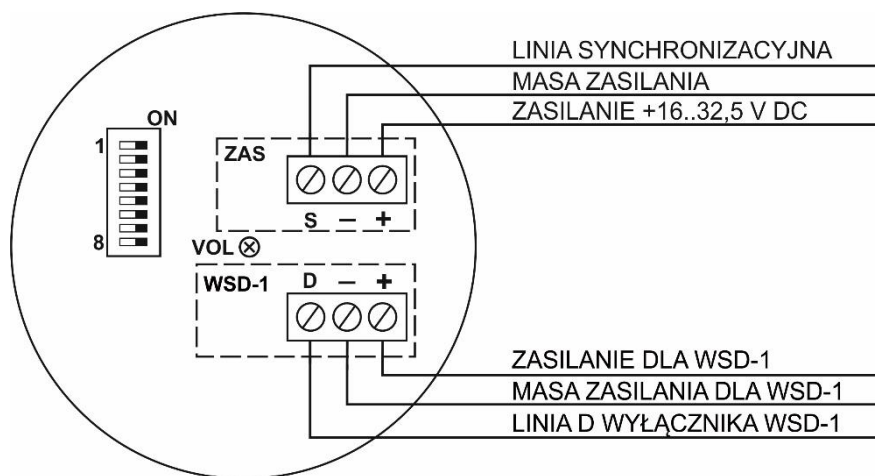 LINIA SYNCHRONIZACYJNA
MASA ZASILANIA
ZASILANIE +16..32,5 V DC
ON
1
8
ZAS
S – +
VOL
WSD-1
D – +
ZASILANIE DLA WSD-1
MASA ZASILANIA DLA WSD-1
LINIA D WYŁĄCZNIKA WSD-1